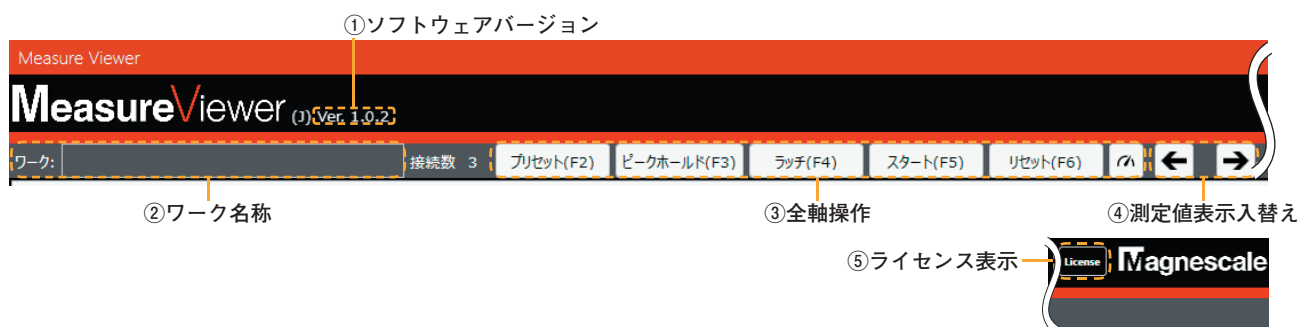 ①ソフトウェアバージョン
Measure Viewer
MeasureViewer (J) Ver. 1.0.2
ワーク: 接続数 3 プリセット(F2) ピークホールド(F3) ラッチ(F4) スタート(F5) リセット(F6)
②ワーク名称 ③全軸操作 ④測定値表示入替え
⑤ライセンス表示 License Magnescale